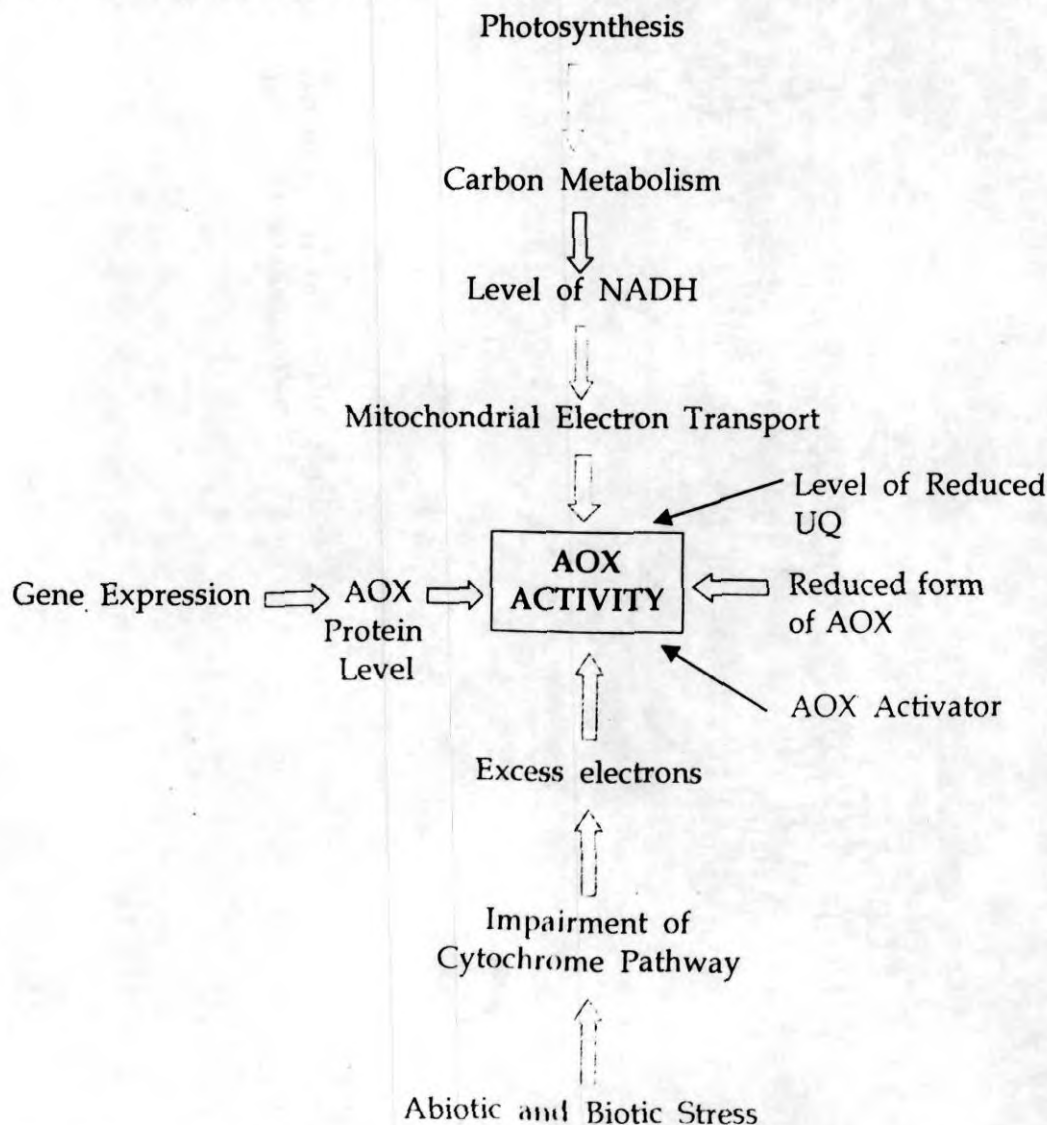 Photosynthesis
Carbon Metabolism
Level of NADH
Mitochondrial Electron Transport
Level of Reduced
UQ
AOX
ACTIVITY
Gene Expression
AOX
Protein
Level
Reduced form
of AOX
AOX Activator
Excess electrons
Impairment of
Cytochrome Pathway
Abiotic and Biotic Stress